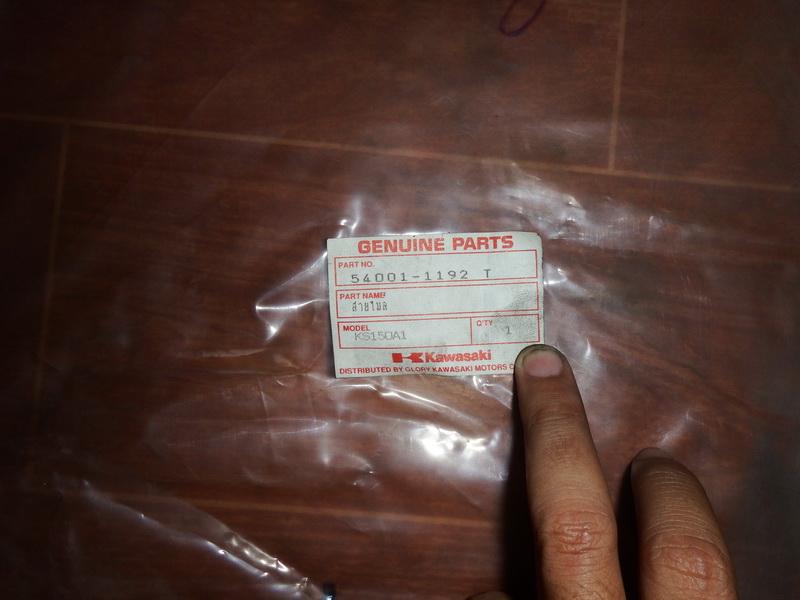 GENUINE PARTS
PART NO.
54001-1192 T
PART NAME
สายไมล
MODEL
KS150A1
Q'TY
1
Kawasaki
DISTRIBUTED BY GLORY KAWASAKI MOTORS